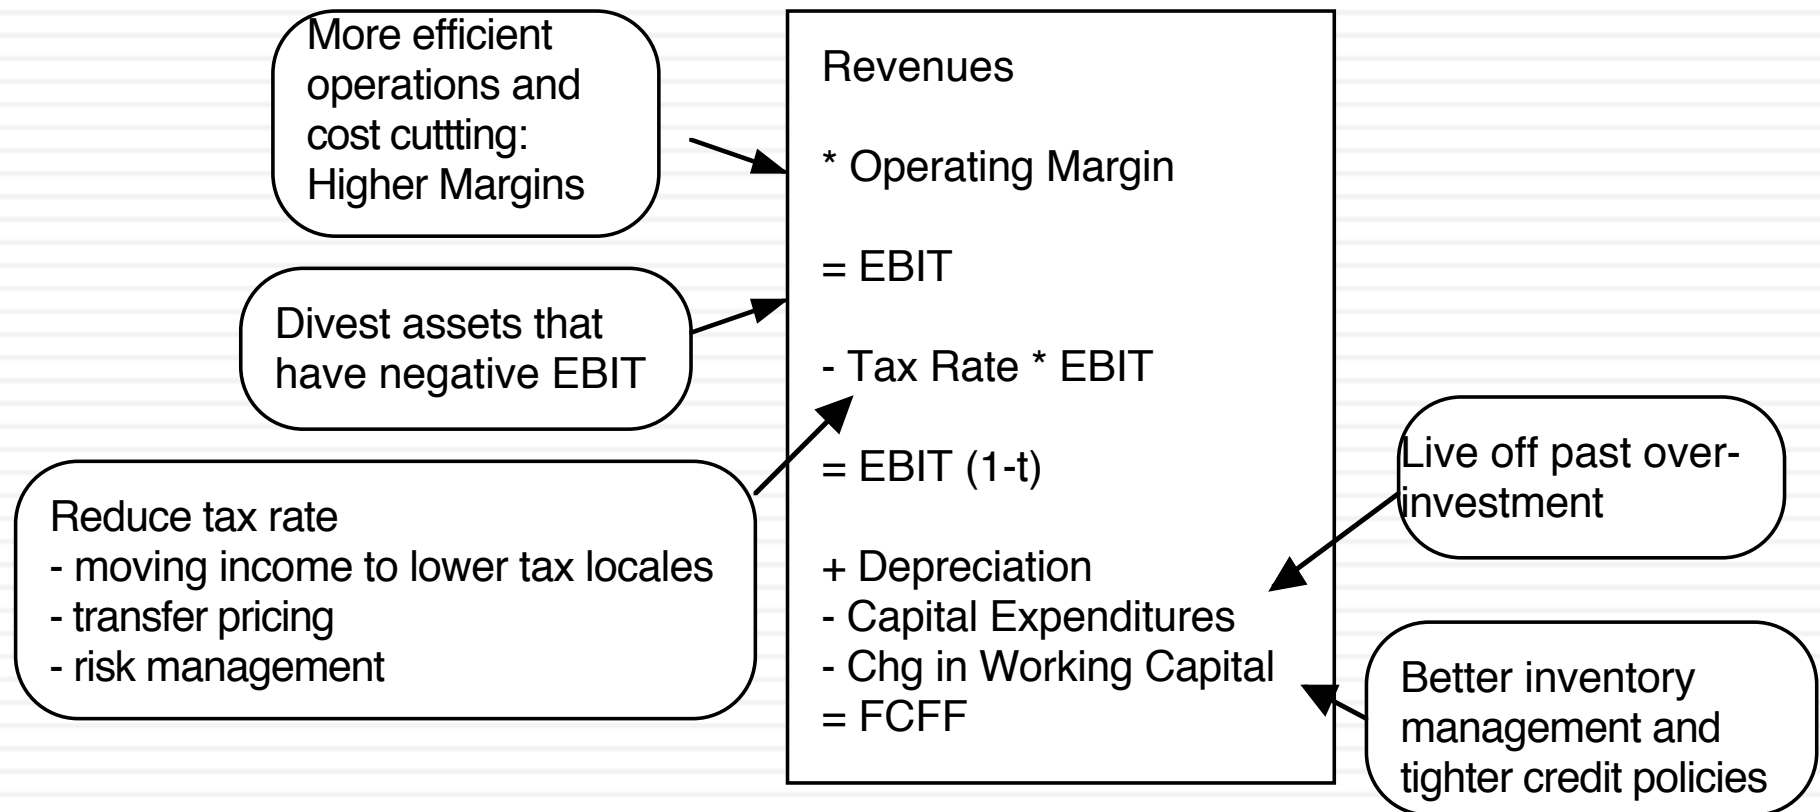 More efficient
operations and
cost cuttting:
Higher Margins
Divest assets that
have negative EBIT
Reduce tax rate
- moving income to lower tax locales
- transfer pricing
- risk management
Revenues
* Operating Margin
= EBIT
- Tax Rate * EBIT
= EBIT (1-t)
+ Depreciation
- Capital Expenditures
- Chg in Working Capital
= FCFF
Live off past over-
investment
Better inventory
management and
tighter credit policies